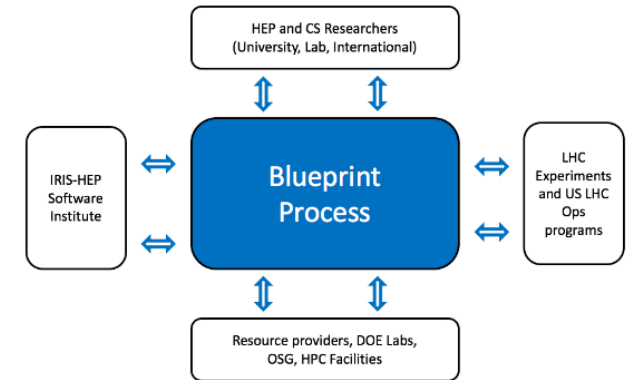 HEP and CS Researchers
(University, Lab, International)
IRIS-HEP
Software
Institute
Blueprint
Process
LHC
Experiments
and US LHC
Ops
programs
Resource providers, DOE Labs,
OSG, HPC Facilities